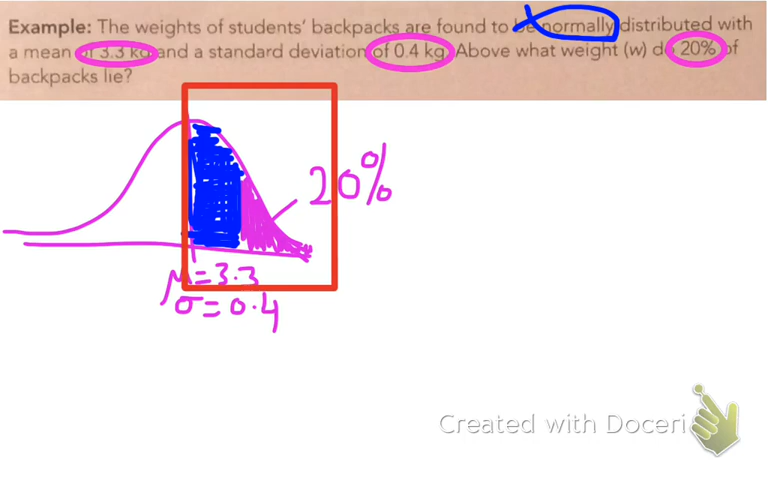 Example: The weights of students' backpacks are found to be normally distributed with
a mean of 3.3 kg and a standard deviation of 0.4 kg. Above what weight (w) do 20% of
backpacks lie?
20%
μ=3.3
σ=0.4
Created with Doceri